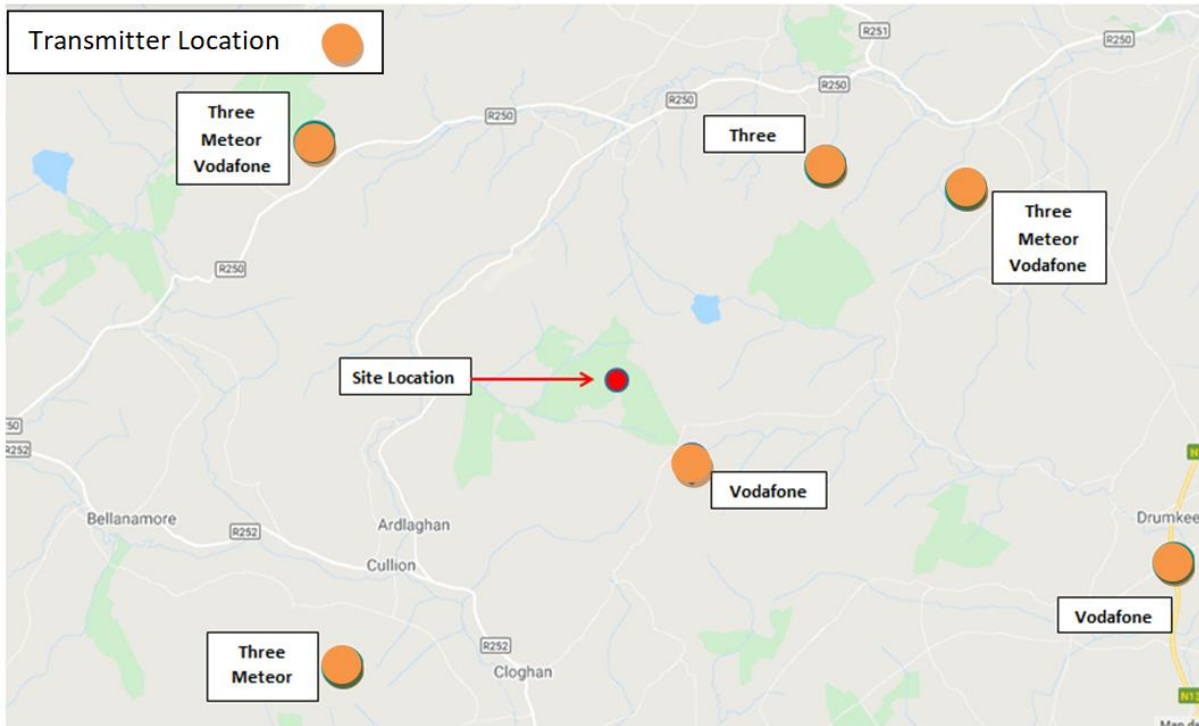 Transmitter Location
R251
R250
Three
Meteor
Vodafone
R250
R250
R250
Three
Three
Meteor
Vodafone
R250
Site Location
R252
Vodafone
Bellanamore
R252
Ardlaghan
Cullion
Drumkee
Vodafone
Three
Meteor
R252
Cloghan
N13